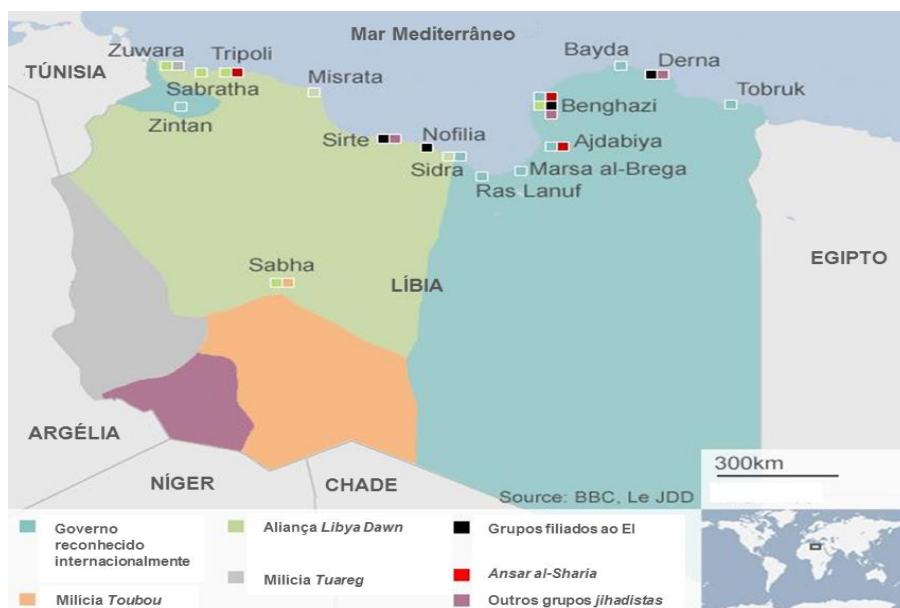 Mar Mediterrâneo
Zuwara
Tripoli
Bayda
Derna
TÚNISIA
Sabratha
Misrata
Tobruk
Zintan
Benghazi
Sirte
Nofilia
Ajdabiya
Sidra
Marsa al-Brega
Ras Lanuf
EGIPTO
Sabha
LÍBIA
ARGÉLIA
NÍGER
CHADE
300km
Source: BBC, Le JDD
Governo
reconhecido
internacionalmente
Aliança Libya Dawn
Grupos filiados ao EI
Milicia Tuareg
Ansar al-Sharia
Milicia Toubou
Outros grupos jihadistas